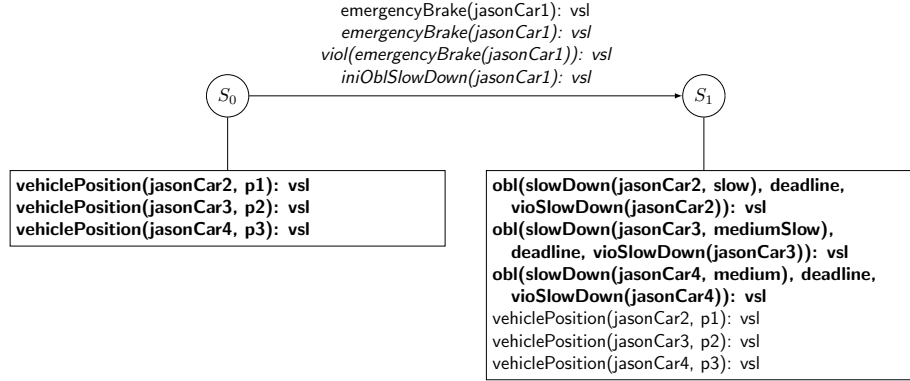 emergencyBrake(jasonCar1): vsl
emergencyBrake(jasonCar1): vsl
viol(emergencyBrake(jasonCar1)): vsl
iniOblSlowDown(jasonCar1): vsl
S0
S1
vehiclePosition(jasonCar2, p1): vsl
vehiclePosition(jasonCar3, p2): vsl
vehiclePosition(jasonCar4, p3): vsl
obl(slowDown(jasonCar2, slow), deadline,
vioSlowDown(jasonCar2)): vsl
obl(slowDown(jasonCar3, mediumSlow),
deadline, vioSlowDown(jasonCar3)): vsl
obl(slowDown(jasonCar4, medium), deadline,
vioSlowDown(jasonCar4)): vsl
vehiclePosition(jasonCar2, p1): vsl
vehiclePosition(jasonCar3, p2): vsl
vehiclePosition(jasonCar4, p3): vsl